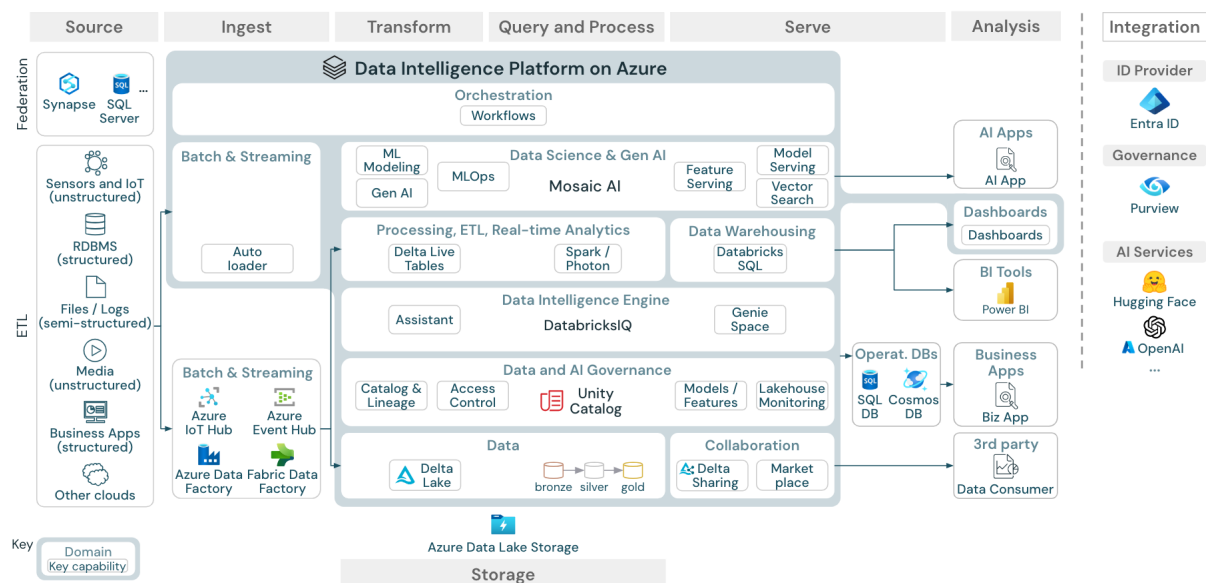 Source
Ingest
Transform
Query and Process
Serve
Analysis
Integration
Federation
Synapse
SQL
SQL
Server
...
ETL
Sensors and IoT
(unstructured)
RDBMS
(structured)
Files / Logs
(semi-structured)
Media
(unstructured)
Business Apps
(structured)
Other clouds
Data Intelligence Platform on Azure
Orchestration
Workflows
Batch & Streaming
Auto
loader
Batch & Streaming
Azure
IoT Hub
Azure
Event Hub
Azure Data
Factory
Fabric Data
Factory
Data Science & Gen AI
ML
Modeling
Gen AI
MLOps
Mosaic AI
Feature
Serving
Model
Serving
Vector
Search
Processing, ETL, Real-time Analytics
Delta Live
Tables
Spark /
Photon
Data Warehousing
Databricks
SQL
Data Intelligence Engine
Assistant
DatabricksIQ
Genie
Space
Data and AI Governance
Catalog &
Lineage
Access
Control
Unity
Catalog
Models /
Features
Lakehouse
Monitoring
Data
Delta
Lake
bronze
silver
gold
Collaboration
Delta
Sharing
Market
place
Operat. DBs
SQL
SQL
DB
Cosmos
DB
AI Apps
AI App
Dashboards
Dashboards
BI Tools
Power BI
Business
Apps
Biz App
3rd party
Data Consumer
ID Provider
Entra ID
Governance
Purview
AI Services
Hugging Face
OpenAI
...
Azure Data Lake Storage
Storage
Key
Domain
Key capability